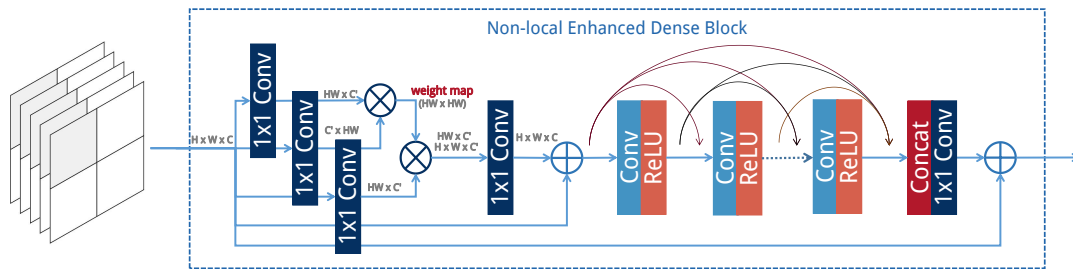 Non-local Enhanced Dense Block
H x W x C
1x1 Conv
1x1 Conv
1x1 Conv
HW x C'
C' x HW
HW x C'
weight map
(HW x HW)
HW x C'
H x W x C'
1x1 Conv
H x W x C
Conv
ReLU
Conv
ReLU
Conv
ReLU
Concat
1x1 Conv